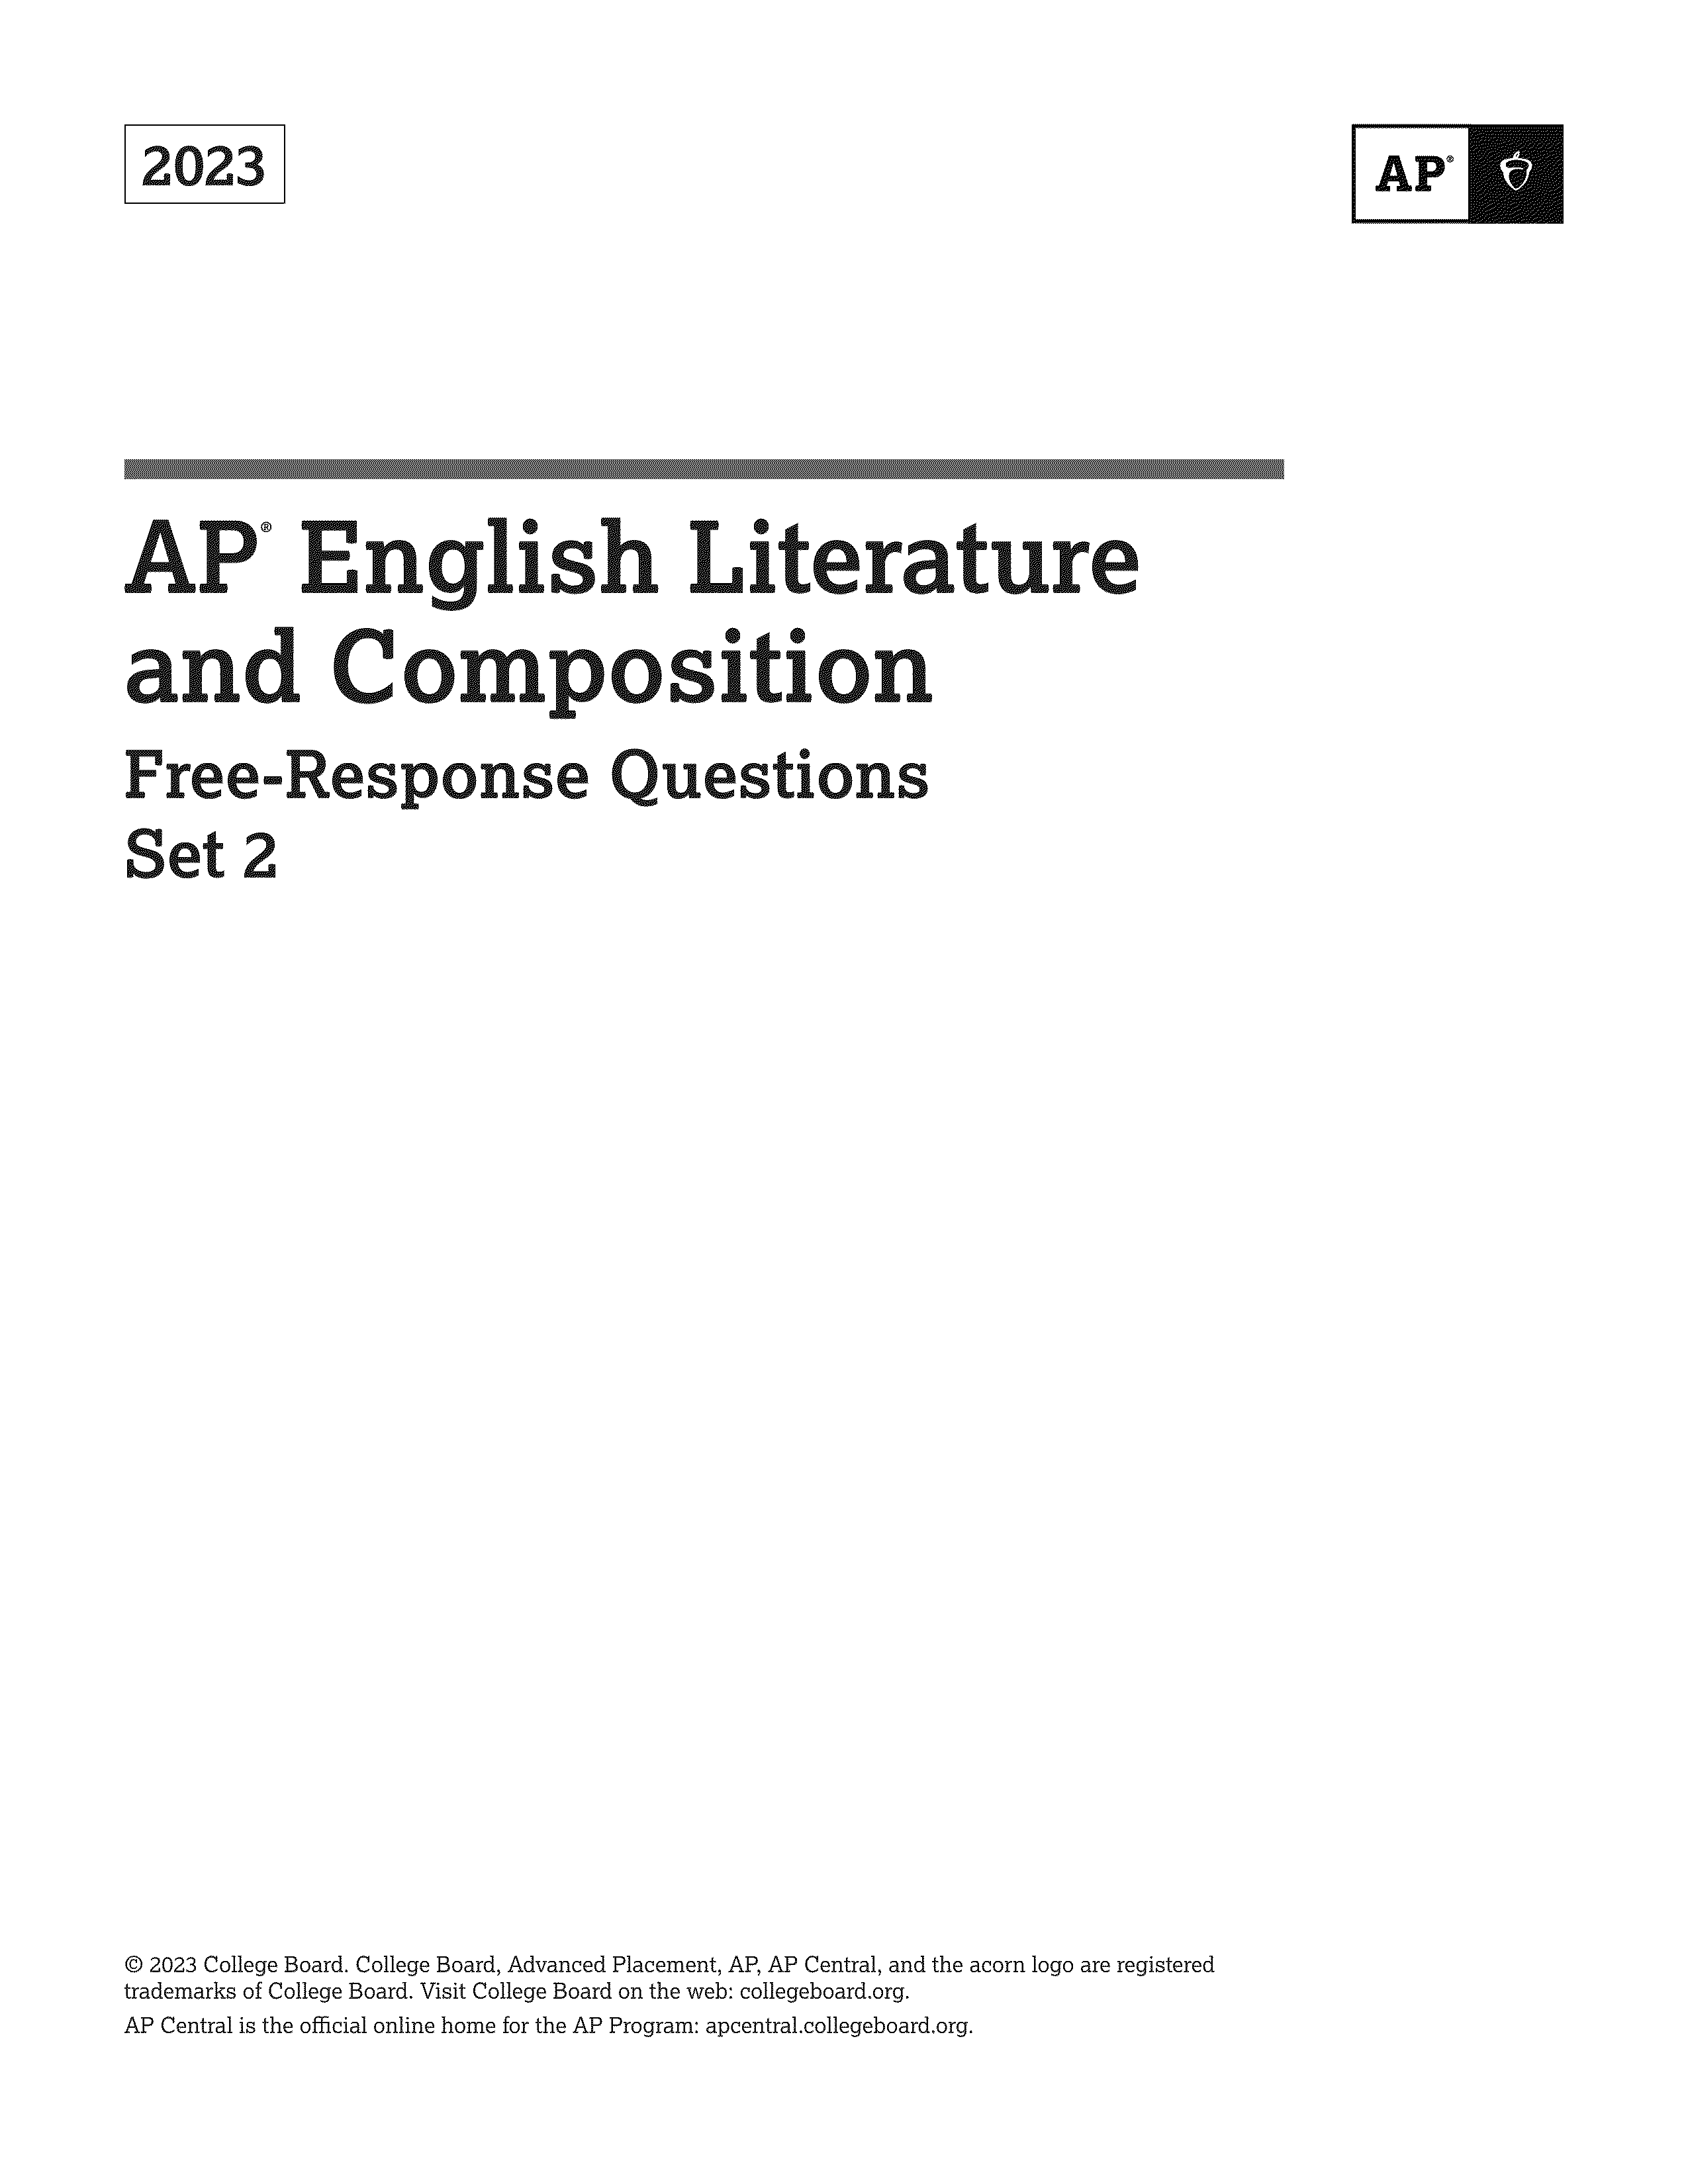 2023
AP®
AP® English Literature
and Composition
Free-Response Questions
Set 2
© 2023 College Board. College Board, Advanced Placement, AP, AP Central, and the acorn logo are registered
trademarks of College Board. Visit College Board on the web: collegeboard.org.
AP Central is the official online home for the AP Program: apcentral.collegeboard.org.